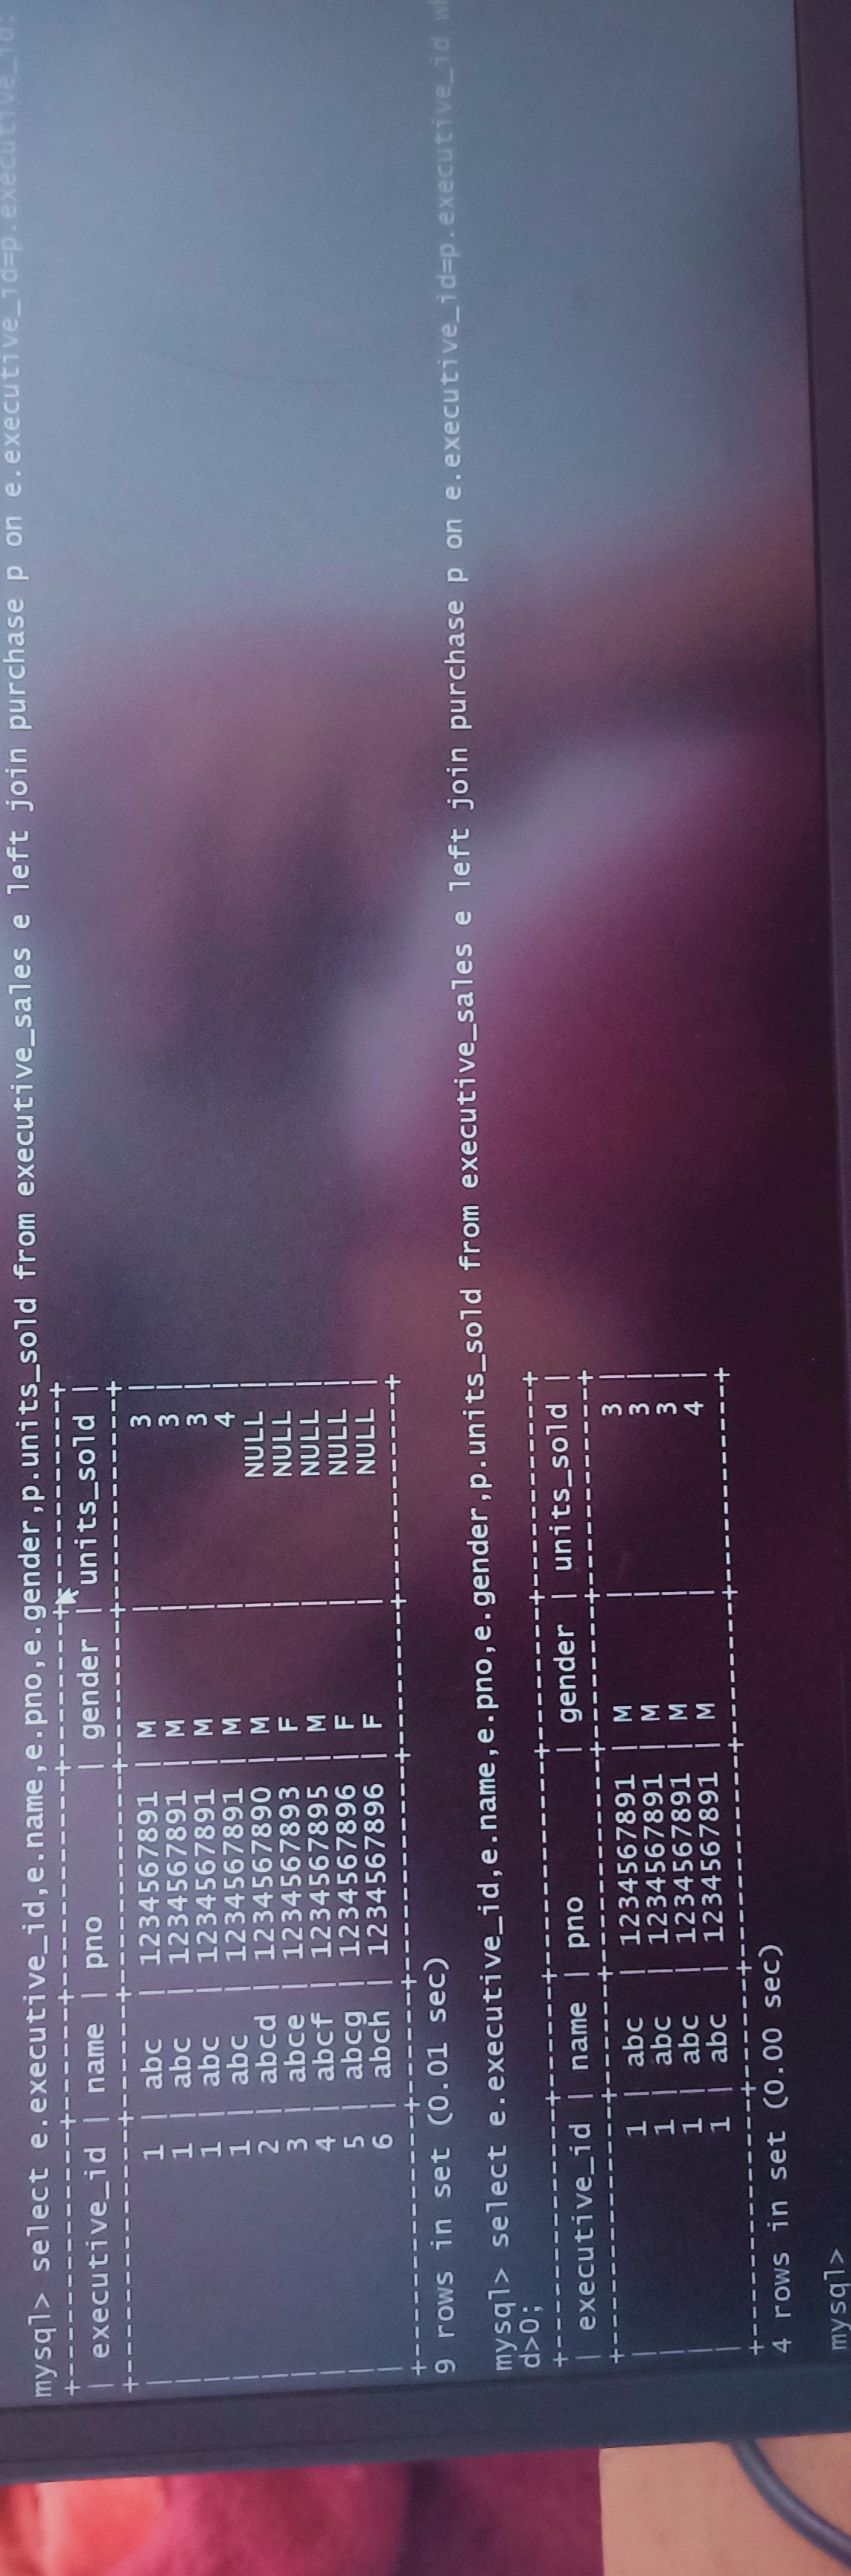 mysql> select e.executive_id,e.name,e.pno,e.gender,p.units_sold from executive_sales e left join purchase p on e.executive_id=p.executive_id;
+--------------+------+------------+--------+------------+
| executive_id | name | pno        | gender | units_sold |
+--------------+------+------------+--------+------------+
|            1 | abc  | 1234567891 | M      |          3 |
|            1 | abc  | 1234567891 | M      |          3 |
|            1 | abc  | 1234567891 | M      |          3 |
|            1 | abc  | 1234567891 | M      |          4 |
|            2 | abcd | 1234567890 | M      |       NULL |
|            3 | abce | 1234567893 | F      |       NULL |
|            4 | abcf | 1234567895 | M      |       NULL |
|            5 | abcg | 1234567896 | F      |       NULL |
|            6 | abch | 1234567896 | F      |       NULL |
+--------------+------+------------+--------+------------+
9 rows in set (0.01 sec)
mysql> select e.executive_id,e.name,e.pno,e.gender,p.units_sold from executive_sales e left join purchase p on e.executive_id=p.executive_id
d>0;
+--------------+------+------------+--------+------------+
| executive_id | name | pno        | gender | units_sold |
+--------------+------+------------+--------+------------+
|            1 | abc  | 1234567891 | M      |          3 |
|            1 | abc  | 1234567891 | M      |          3 |
|            1 | abc  | 1234567891 | M      |          3 |
|            1 | abc  | 1234567891 | M      |          4 |
+--------------+------+------------+--------+------------+
4 rows in set (0.00 sec)
mysql>